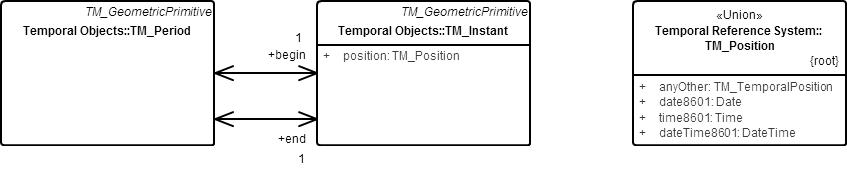 TM_GeometricPrimitive
Temporal Objects::TM_Period
1
+begin
+end
1
TM_GeometricPrimitive
Temporal Objects::TM_Instant
+ position: TM_Position
«Union»
Temporal Reference System::
TM_Position
{root}
+ anyOther: TM_TemporalPosition
+ date8601: Date
+ time8601: Time
+ dateTime8601: DateTime